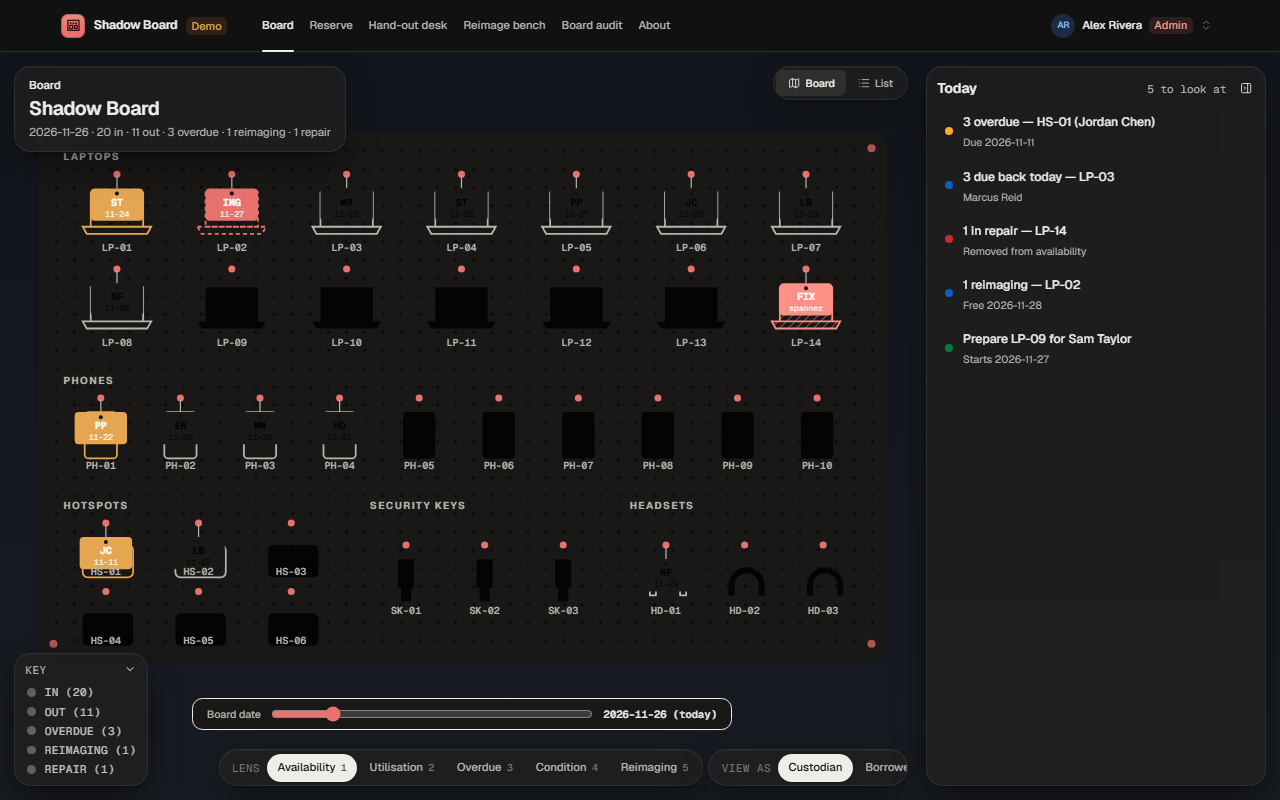 Shadow Board Demo Board Reserve Hand-out desk Reimage bench Board audit About AR Alex Rivera Admin
Board
Shadow Board
2026-11-26 · 20 in · 11 out · 3 overdue · 1 reimaging · 1 repair
Board List
LAPTOPS
ST IMG MR ST PP JC LB
11-24 11-27
LP-01 LP-02 LP-03 LP-04 LP-05 LP-06 LP-07
NF FIX
spanner
LP-08 LP-09 LP-10 LP-11 LP-12 LP-13 LP-14
PHONES
PP EN MR HO
11-22
PH-01 PH-02 PH-03 PH-04 PH-05 PH-06 PH-07 PH-08 PH-09 PH-10
HOTSPOTS SECURITY KEYS HEADSETS
JC LB NF
11-11
HS-01 HS-02 HS-03
SK-01 SK-02 SK-03 HD-01 HD-02 HD-03
HS-04 HS-05 HS-06
KEY
IN (20)
OUT (11)
OVERDUE (3)
REIMAGING (1)
REPAIR (1)
Board date 2026-11-26 (today)
LENS Availability 1 Utilisation 2 Overdue 3 Condition 4 Reimaging 5 VIEW AS Custodian
Today 5 to look at
3 overdue — HS-01 (Jordan Chen)
Due 2026-11-11
3 due back today — LP-03
Marcus Reid
1 in repair — LP-14
Removed from availability
1 reimaging — LP-02
Free 2026-11-28
Prepare LP-09 for Sam Taylor
Starts 2026-11-27